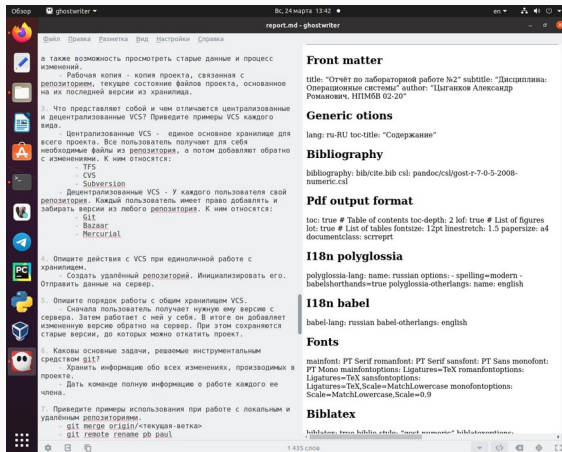 Обзор
ghostwriter
Вс, 24 марта 13:42
en
report.md - ghostwriter
Файл Правка Разметка Вид Настройки Справка
а также возможность просмотреть старые данные и процесс
изменений.
- Рабочая копия - копия проекта, связанная с
репозиторием, текущее состояние файлов проекта, основанное
на их последней версии из хранилища.
3. Что представляют собой и чем отличаются централизованные
и децентрализованные VCS? Приведите примеры VCS каждого
вида.
- Централизованные VCS - единое основное хранилище для
всего проекта. Все пользователь получают для себя
необходимые файлы из репозитория, а потом добавляют обратно
с изменениями. К ним относятся:
- TFS
- CVS
- Subversion
- Децентрализованные VCS - У каждого пользователя свой
репозитория. Каждый пользователь имеет право добавлять и
забирать версии из любого репозитория. К ним относятся:
- Git
- Bazaar
- Mercurial
4. Опишите действия с VCS при единоличной работе с
хранилищем.
- Создать удалённый репозиторий. Инициализировать его.
Отправить данные на сервер.
5. Опишите порядок работы с общим хранилищем VCS.
- Сначала пользователь получает нужную ему версию с
сервера. Затем работает с ней у себя. В итоге он добавляет
измененную версию обратно на сервер. При этом сохраняются
старые версии, до которых можно откатить проект.
6. Каковы основные задачи, решаемые инструментальным
средством git?
- Хранить информацию обо всех изменениях, производимых в
проекте.
- Дать команде полную информацию о работе каждого ее
члена.
7. Приведите примеры использования при работе с локальным и
удалённым репозиториями.
- git merge origin/<текущая-ветка>
- git remote rename pb paul
1 435 слов
Front matter
title: “Отчёт по лабораторной работе №2” subtitle: “Дисциплина:
Операционные системы” author: “Цыганков Александр
Романович, НПМбВ 02-20”
Generic otions
lang: ru-RU toc-title: “Содержание”
Bibliography
bibliography: bib/cite.bib csl: pandoc/csl/gost-r-7-0-5-2008-
numeric.csl
Pdf output format
toc: true # Table of contents toc-depth: 2 lof: true # List of figures
lot: true # List of tables fontsize: 12pt linestretch: 1.5 papersize: a4
documentclass: scrreprt
I18n polyglossia
polyglossia-lang: name: russian options: - spelling=modern -
babelshorthands=true polyglossia-otherlangs: name: english
I18n babel
babel-lang: russian babel-otherlangs: english
Fonts
mainfont: PT Serif romanfont: PT Serif sansfont: PT Sans monofont:
PT Mono mainfontoptions: Ligatures=TeX romanfontoptions:
Ligatures=TeX sansfontoptions:
Ligatures=TeX,Scale=MatchLowercase monofontoptions:
Scale=MatchLowercase,Scale=0.9
Biblatex
biblatex: true biblio-style: “gost-numeric” biblatexoptions: